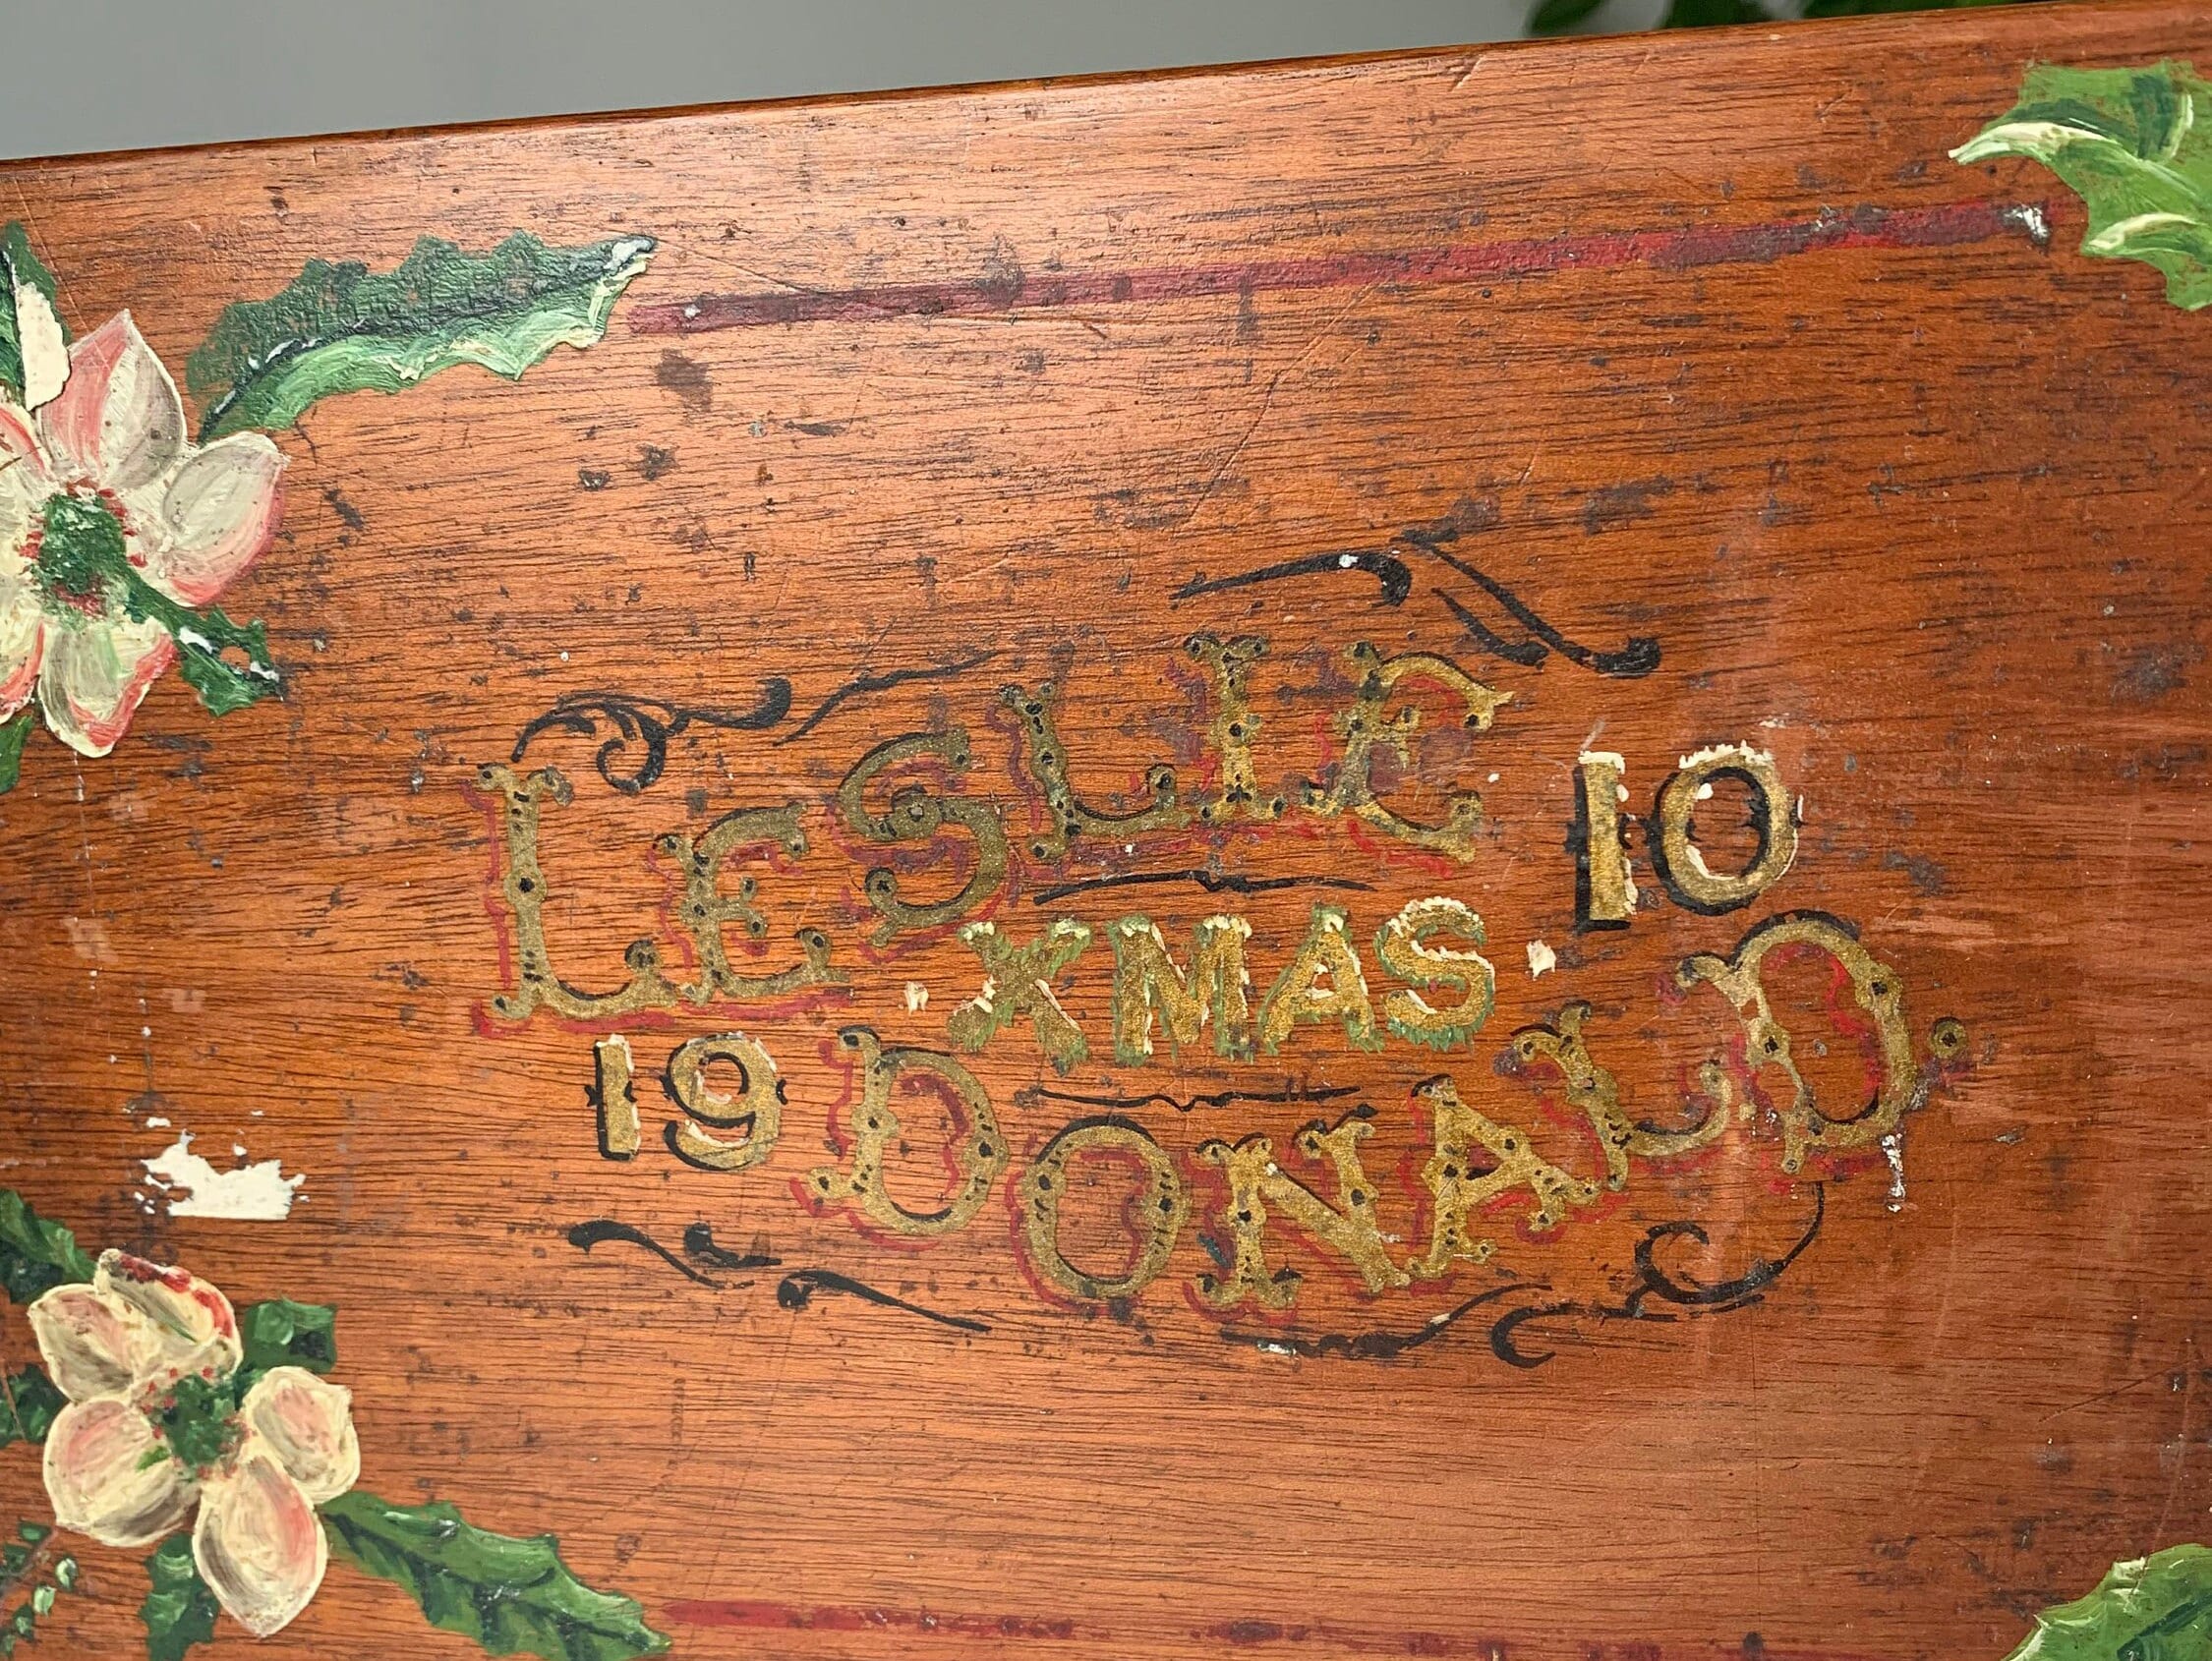 LESLIE
· XMAS · 10
19 DONALD.